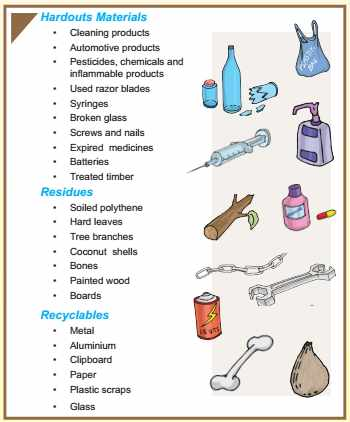 Hardouts Materials
• Cleaning products
• Automotive products
• Pesticides, chemicals and
inflammable products
• Used razor blades
• Syringes
• Broken glass
• Screws and nails
• Expired medicines
• Batteries
• Treated timber
Residues
• Soiled polythene
• Hard leaves
• Tree branches
• Coconut shells
• Bones
• Painted wood
• Boards
Recyclables
• Metal
• Aluminium
• Clipboard
• Paper
• Plastic scraps
• Glass